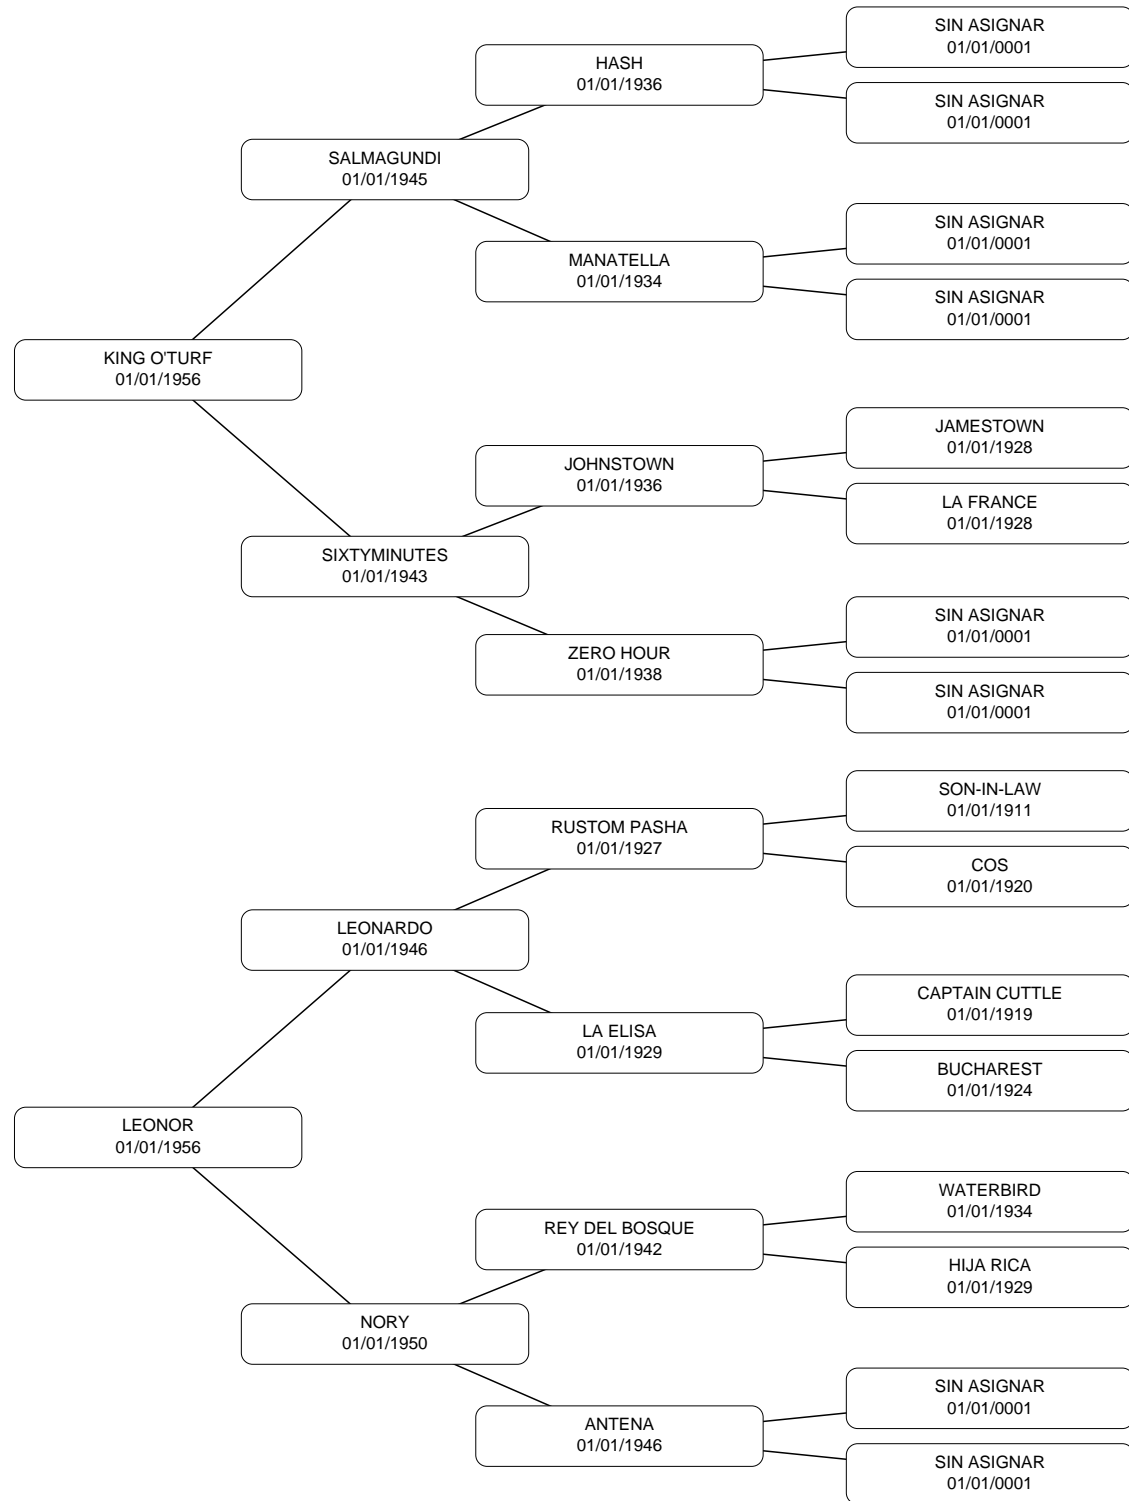 SIN ASIGNAR
01/01/0001
HASH
01/01/1936
SIN ASIGNAR
01/01/0001
SALMAGUNDI
01/01/1945
SIN ASIGNAR
01/01/0001
MANATELLA
01/01/1934
SIN ASIGNAR
01/01/0001
KING O'TURF
01/01/1956
JAMESTOWN
01/01/1928
JOHNSTOWN
01/01/1936
LA FRANCE
01/01/1928
SIXTYMINUTES
01/01/1943
SIN ASIGNAR
01/01/0001
ZERO HOUR
01/01/1938
SIN ASIGNAR
01/01/0001
SON-IN-LAW
01/01/1911
RUSTOM PASHA
01/01/1927
COS
01/01/1920
LEONARDO
01/01/1946
CAPTAIN CUTTLE
01/01/1919
LA ELISA
01/01/1929
BUCHAREST
01/01/1924
LEONOR
01/01/1956
WATERBIRD
01/01/1934
REY DEL BOSQUE
01/01/1942
HIJA RICA
01/01/1929
NORY
01/01/1950
SIN ASIGNAR
01/01/0001
ANTENA
01/01/1946
SIN ASIGNAR
01/01/0001